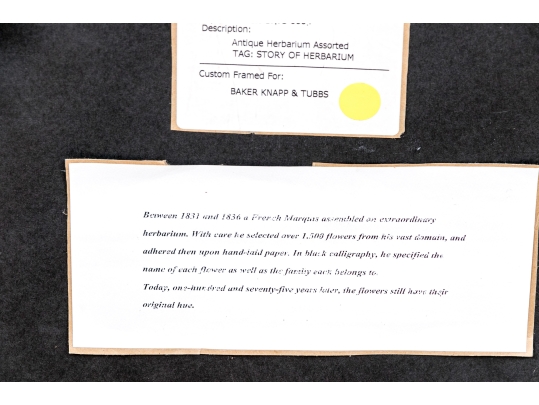 Description:
Antique Herbarium Assorted
TAG: STORY OF HERBARIUM
Custom Framed For:
BAKER KNAPP & TUBBS
Between 1831 and 1836 a French Marquis assembled an extraordinary
herbarium. With care he selected over 1,500 flowers from his vast domain, and
adhered then upon hand-laid paper. In black calligraphy, he specified the
name of each flower as well as the family each belongs to.
Today, one-hundred and seventy-five years later, the flowers still have their
original hue.